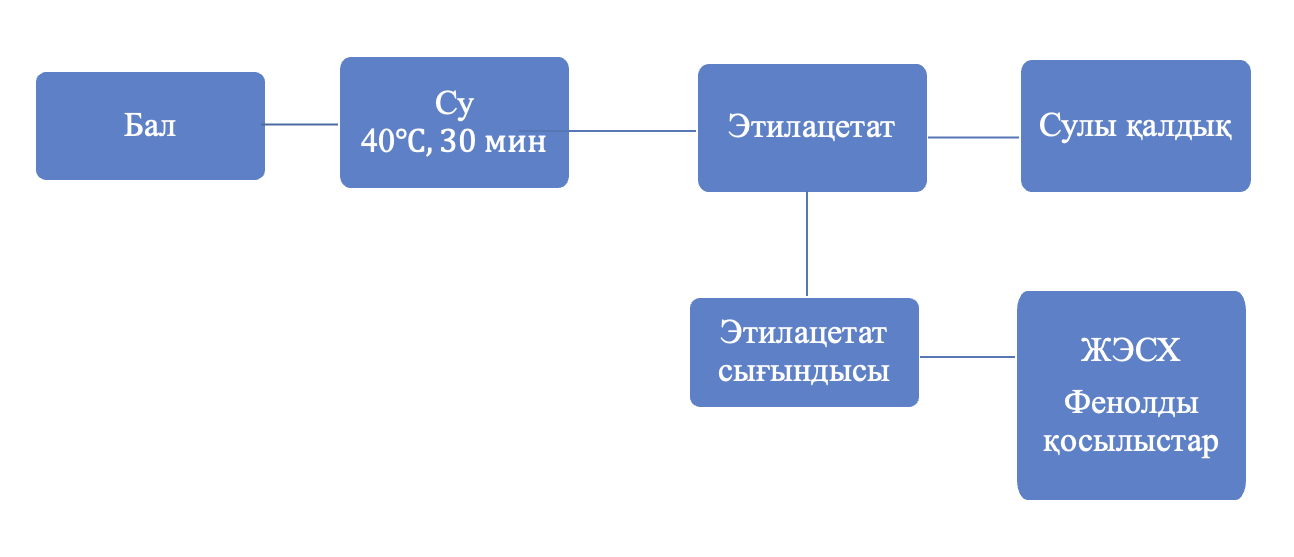 Бал
Су
40°С, 30 мин
Этилацетат
Сулы қалдық
Этилацетат
сығындысы
ЖЭСХ
Фенолды
қосылыстар